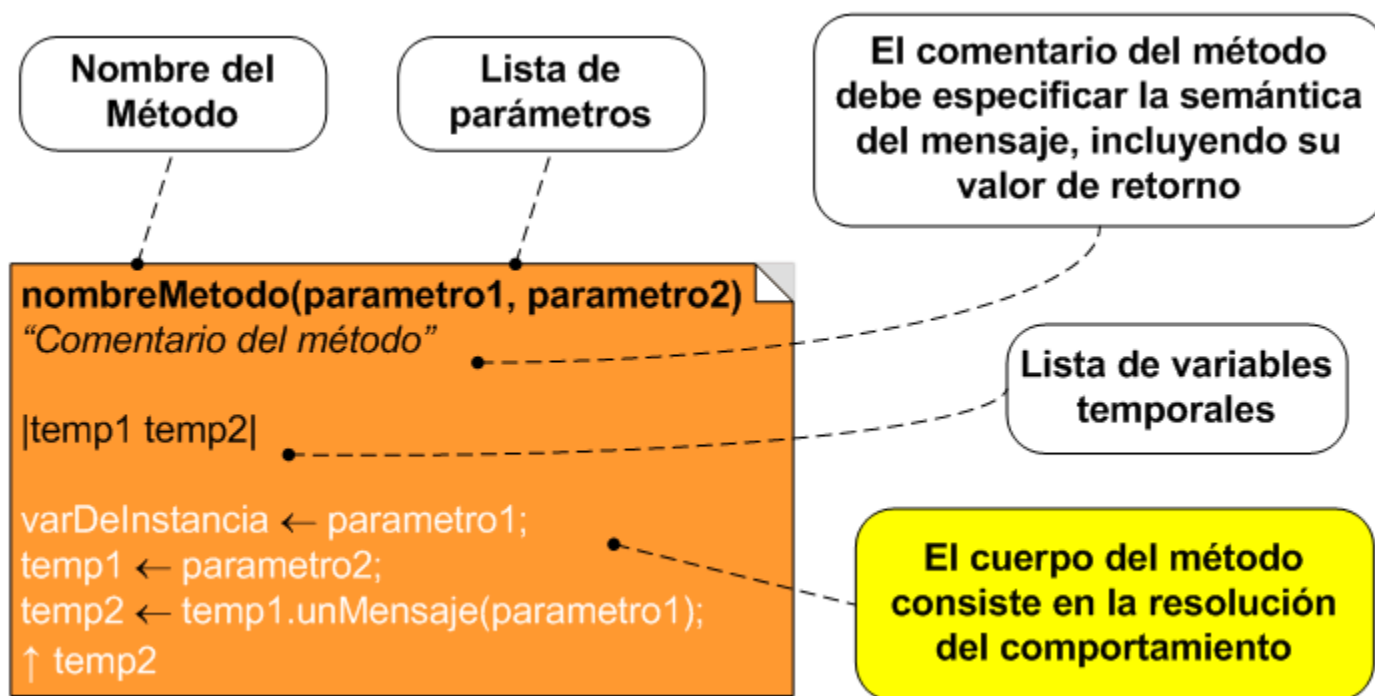 Nombre del
Método
Lista de
parámetros
El comentario del método
debe especificar la semántica
del mensaje, incluyendo su
valor de retorno
nombreMetodo(parametro1, parametro2)
“Comentario del método”
|temp1 temp2|
Lista de variables
temporales
varDeInstancia ← parametro1;
temp1 ← parametro2;
temp2 ← temp1.unMensaje(parametro1);
↑ temp2
El cuerpo del método
consiste en la resolución
del comportamiento